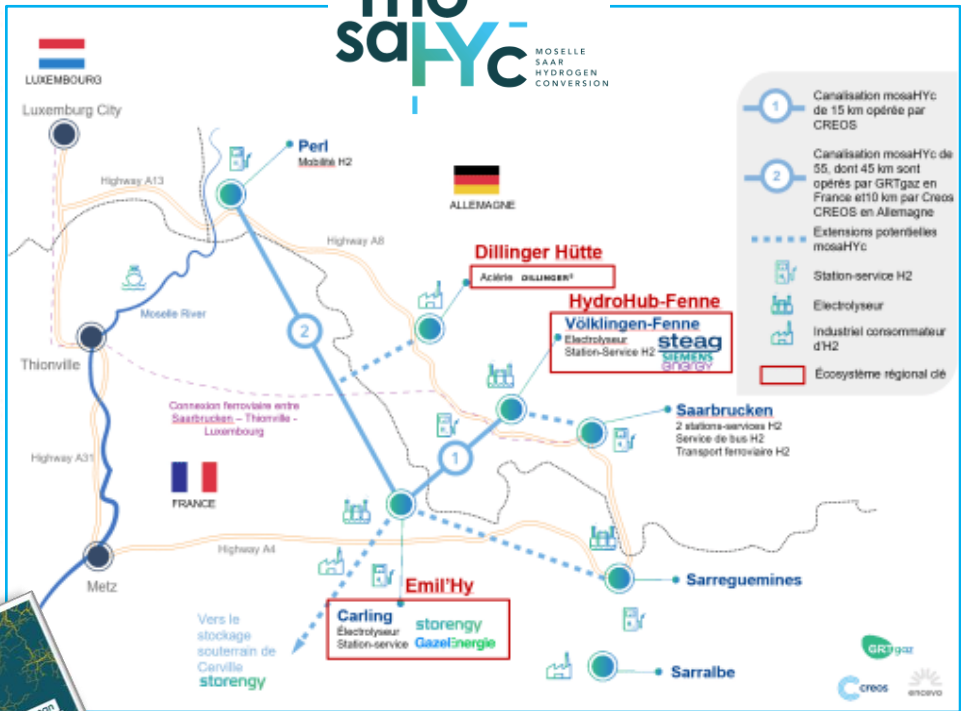 mo
saHYc
MOSELLE
SAAR
HYDROGEN
CONVERSION
LUXEMBOURG
Luxemburg City
Highway A13
Perl
Mobilité H2
ALLEMAGNE
Highway A8
Dillinger Hütte
Aciérie DILLINGER
HydroHub-Fenne
Völklingen-Fenne
Electrolyseur
Station-Service H2
steag
SIEMENS
energy
Moselle River
2
Thionville
Connexion ferroviaire entre
Saarbrucken – Thionville -
Luxembourg
Saarbrucken
2 stations-services H2
Service de bus H2
Transport ferroviaire H2
1
Highway A31
FRANCE
Highway A4
Metz
Emil'Hy
Carling
Électrolyseur
Station-service
storengy
GazelEnergie
Sarreguemines
Sarralbe
Vers le
stockage
souterrain de
Cerville
storengy
1
Canalisation mosaHYc
de 15 km opérée par
CREOS
2
Canalisation mosaHYc de
55, dont 45 km sont
opérés par GRTgaz en
France et10 km par Creos
CREOS en Allemagne
Extensions potentielles
mosaHYc
Station-service H2
Electrolyseur
Industriel consommateur
d'H2
Écosystème régional clé
GRTgaz
creos
encevo